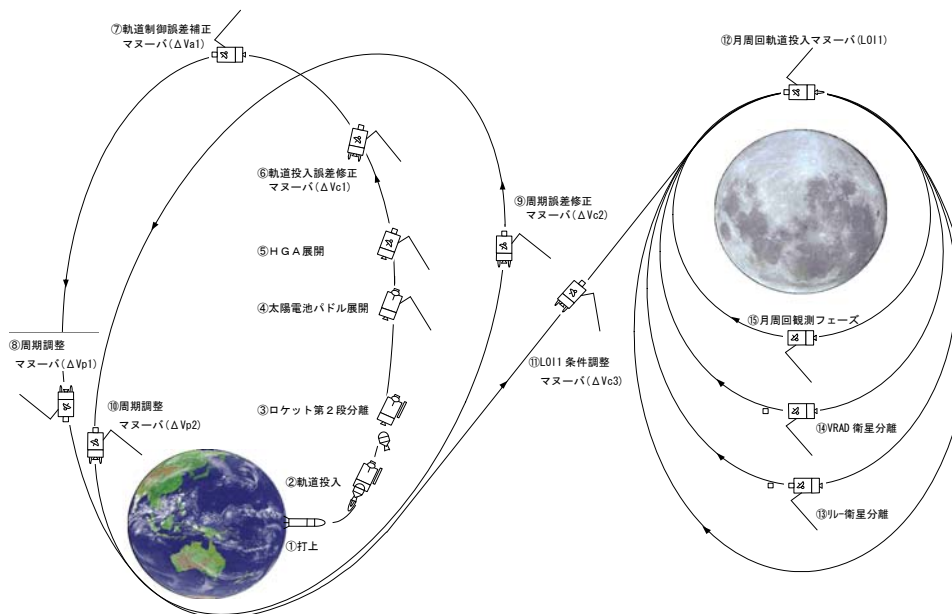 ①打上
②軌道投入
③ロケット第２段分離
④太陽電池パドル展開
⑤ＨＧＡ展開
⑥軌道投入誤差修正
マヌーバ(ΔVc1)
⑦軌道制御誤差補正
マヌーバ(ΔVa1)
⑧周期調整
マヌーバ(ΔVp1)
⑨周期誤差修正
マヌーバ(ΔVc2)
⑩周期調整
マヌーバ(ΔVp2)
⑪LOI1 条件調整
マヌーバ(ΔVc3)
⑫月周回軌道投入マヌーバ(LOI1)
⑬ﾘﾚｰ衛星分離
⑭VRAD 衛星分離
⑮月周回観測フェーズ